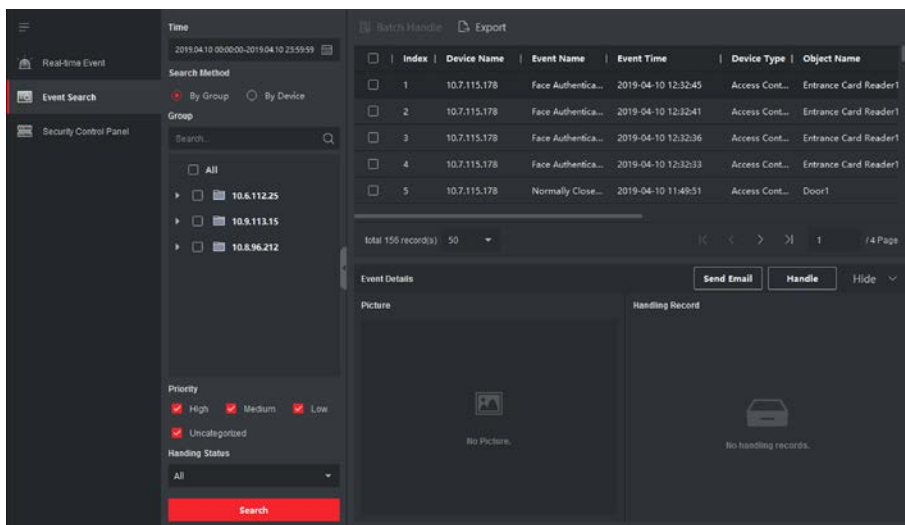 Real-time Event
Event Search
Security Control Panel
Time
2019.04.10 00:00:00-2019.04.10 23:59:59
Search Method
By Group By Device
Group
Search...
All
10.6.112.25
10.9.113.15
10.8.96.212
Priority
High Medium Low
Uncategorized
Handing Status
All
Search
Batch Handle Export
Index Device Name Event Name Event Time Device Type Object Name
1 10.7.115.178 Face Authentica... 2019-04-10 12:32:45 Access Cont... Entrance Card Reader1
2 10.7.115.178 Face Authentica... 2019-04-10 12:32:41 Access Cont... Entrance Card Reader1
3 10.7.115.178 Face Authentica... 2019-04-10 12:32:36 Access Cont... Entrance Card Reader1
4 10.7.115.178 Face Authentica... 2019-04-10 12:32:33 Access Cont... Entrance Card Reader1
5 10.7.115.178 Normally Close... 2019-04-10 11:49:51 Access Cont... Door1
total 156 record(s) 50 1 /4 Page
Event Details Send Email Handle Hide
Picture Handling Record
No Picture.
No handling records.